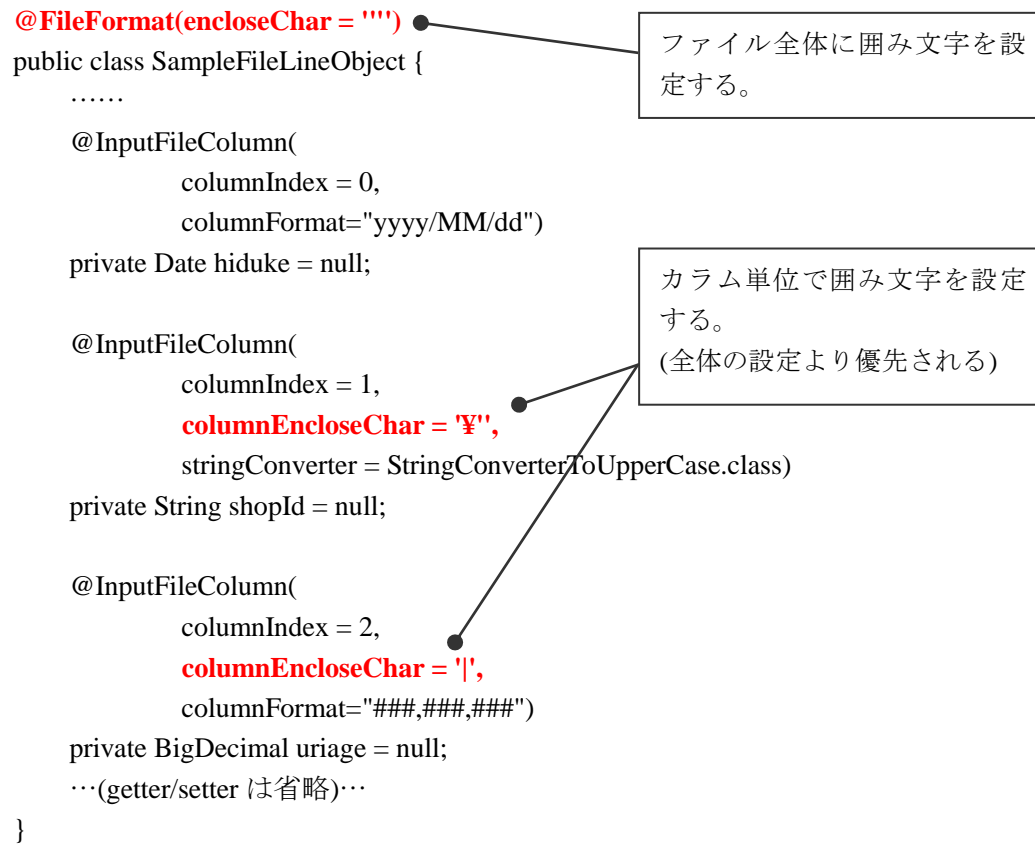 @FileFormat(encloseChar = '"')
public class SampleFileLineObject {
……
@InputFileColumn(
columnIndex = 0,
columnFormat="yyyy/MM/dd")
private Date hiduke = null;
@InputFileColumn(
columnIndex = 1,
columnEncloseChar = '¥'',
stringConverter = StringConverterToUpperCase.class)
private String shopId = null;
@InputFileColumn(
columnIndex = 2,
columnEncloseChar = '|',
columnFormat="###,###,###")
private BigDecimal uriage = null;
…(getter/setter は省略)…
}
ファイル全体に囲み文字を設
定する。
カラム単位で囲み文字を設定
する。
(全体の設定より優先される)